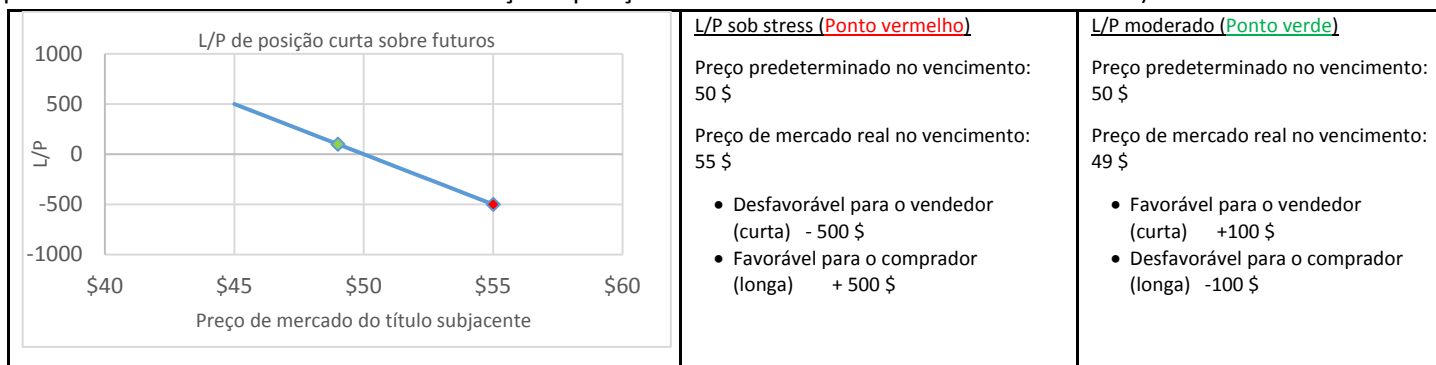 L/P de posição curta sobre futuros
1000
500
0
-500
-1000
L/P
$40 $45 $50 $55 $60
Preço de mercado do título subjacente
L/P sob stress (Ponto vermelho)
Preço predeterminado no vencimento:
50 $
Preço de mercado real no vencimento:
55 $
• Desfavorável para o vendedor
(curta) - 500 $
• Favorável para o comprador
(longa) + 500 $
L/P moderado (Ponto verde)
Preço predeterminado no vencimento:
50 $
Preço de mercado real no vencimento:
49 $
• Favorável para o vendedor
(curta) +100 $
• Desfavorável para o comprador
(longa) -100 $